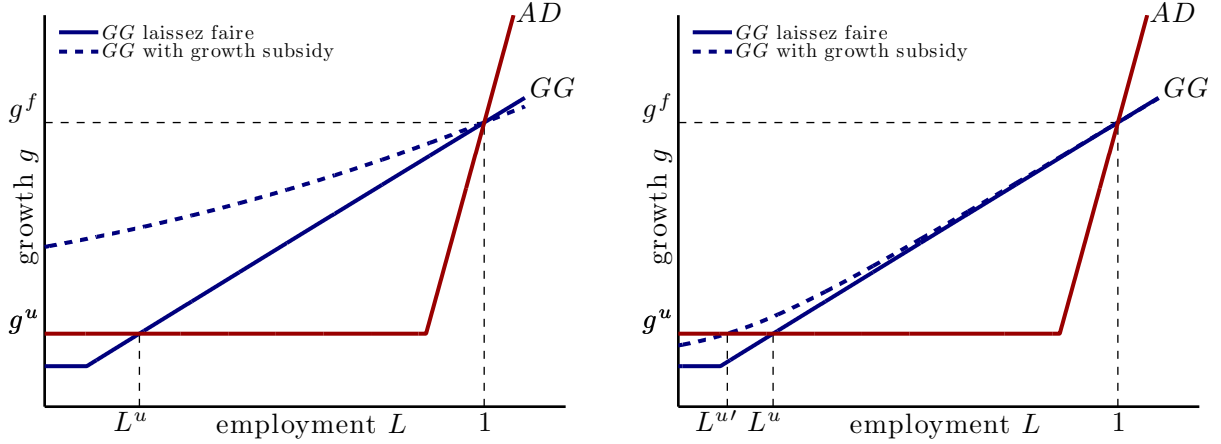 AD
GG laissez faire
GG with growth subsidy
GG
g^f
growth g
g^u
L^u
employment L
1
AD
GG laissez faire
GG with growth subsidy
GG
g^f
growth g
g^u
L^u′
L^u
employment L
1